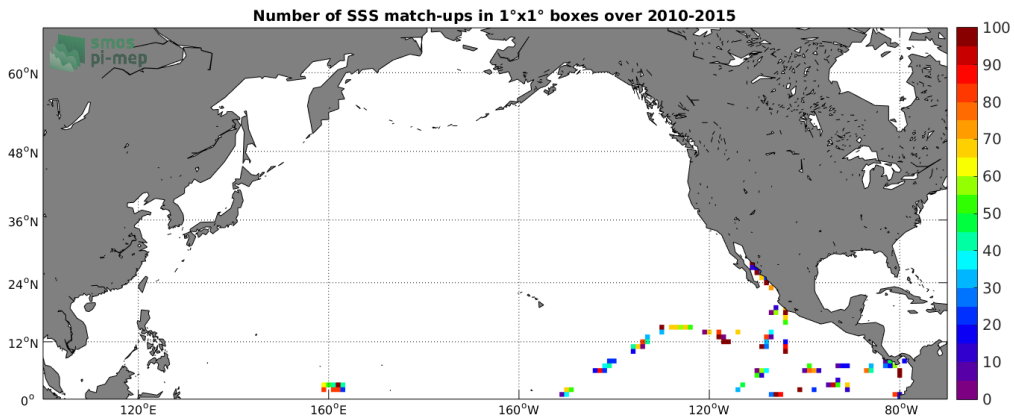 Number of SSS match-ups in 1°x1° boxes over 2010-2015
smos
pi-mep
60°N
48°N
36°N
24°N
12°N
0°
120°E
160°E
160°W
120°W
80°W
100
90
80
70
60
50
40
30
20
10
0